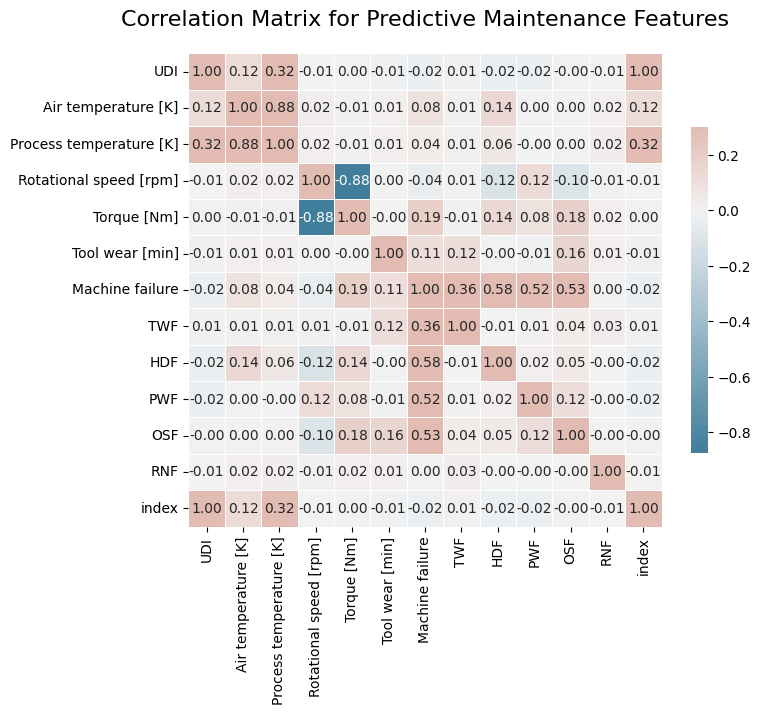 Correlation Matrix for Predictive Maintenance Features
UDI 1.00 0.12 0.32 -0.01 0.00 -0.01 -0.02 0.01 -0.02 -0.02 -0.00 -0.01 1.00
Air temperature [K] 0.12 1.00 0.88 0.02 -0.01 0.01 0.08 0.01 0.14 0.00 0.00 0.02 0.12
Process temperature [K] 0.32 0.88 1.00 0.02 -0.01 0.01 0.04 0.01 0.06 -0.00 0.00 0.02 0.32
Rotational speed [rpm] -0.01 0.02 0.02 1.00 -0.88 0.00 -0.04 0.01 -0.12 0.12 -0.10 -0.01 -0.01
Torque [Nm] 0.00 -0.01 -0.01 -0.88 1.00 -0.00 0.19 -0.01 0.14 0.08 0.18 0.02 0.00
Tool wear [min] -0.01 0.01 0.01 0.00 -0.00 1.00 0.11 0.12 -0.00 -0.01 0.16 0.01 -0.01
Machine failure -0.02 0.08 0.04 -0.04 0.19 0.11 1.00 0.36 0.58 0.52 0.53 0.00 -0.02
TWF 0.01 0.01 0.01 0.01 -0.01 0.12 0.36 1.00 -0.01 0.01 0.04 0.03 0.01
HDF -0.02 0.14 0.06 -0.12 0.14 -0.00 0.58 -0.01 1.00 0.02 0.05 -0.00 -0.02
PWF -0.02 0.00 -0.00 0.12 0.08 -0.01 0.52 0.01 0.02 1.00 0.12 -0.00 -0.02
OSF -0.00 0.00 0.00 -0.10 0.18 0.16 0.53 0.04 0.05 0.12 1.00 -0.00 -0.00
RNF -0.01 0.02 0.02 -0.01 0.02 0.01 0.00 0.03 -0.00 -0.00 -0.00 1.00 -0.01
index 1.00 0.12 0.32 -0.01 0.00 -0.01 -0.02 0.01 -0.02 -0.02 -0.00 -0.01 1.00
UDI
Air temperature [K]
Process temperature [K]
Rotational speed [rpm]
Torque [Nm]
Tool wear [min]
Machine failure
TWF
HDF
PWF
OSF
RNF
index
0.2
0.0
−0.2
−0.4
−0.6
−0.8